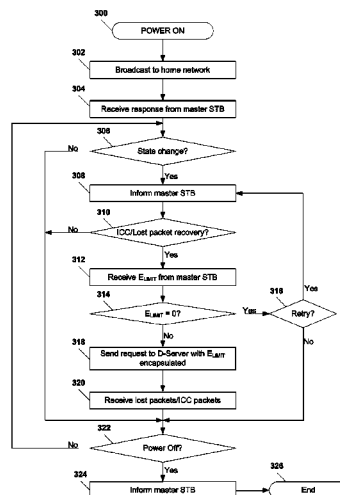 300
POWER ON
302
Broadcast to home network
304
Receive response from master STB
306
No
State change?
Yes
308
Inform master STB
310
No
ICC/Lost packet recovery?
Yes
312
Receive ELIMIT from master STB
314
ELIMIT = 0?
Yes
316
Retry?
Yes
No
No
318
Send request to D-Server with ELIMIT
encapsulated
320
Receive lost packets/ICC packets
322
No
Power Off?
Yes
324
Inform master STB
326
End